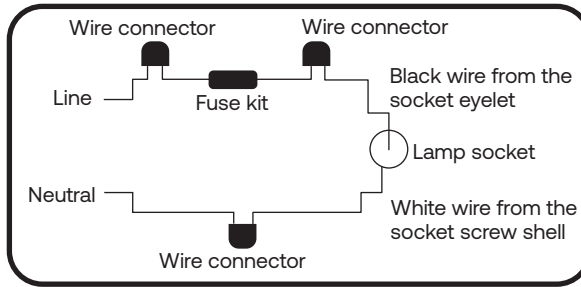 Wire connector
Wire connector
Line
Fuse kit
Black wire from the
socket eyelet
Lamp socket
Neutral
White wire from the
socket screw shell
Wire connector